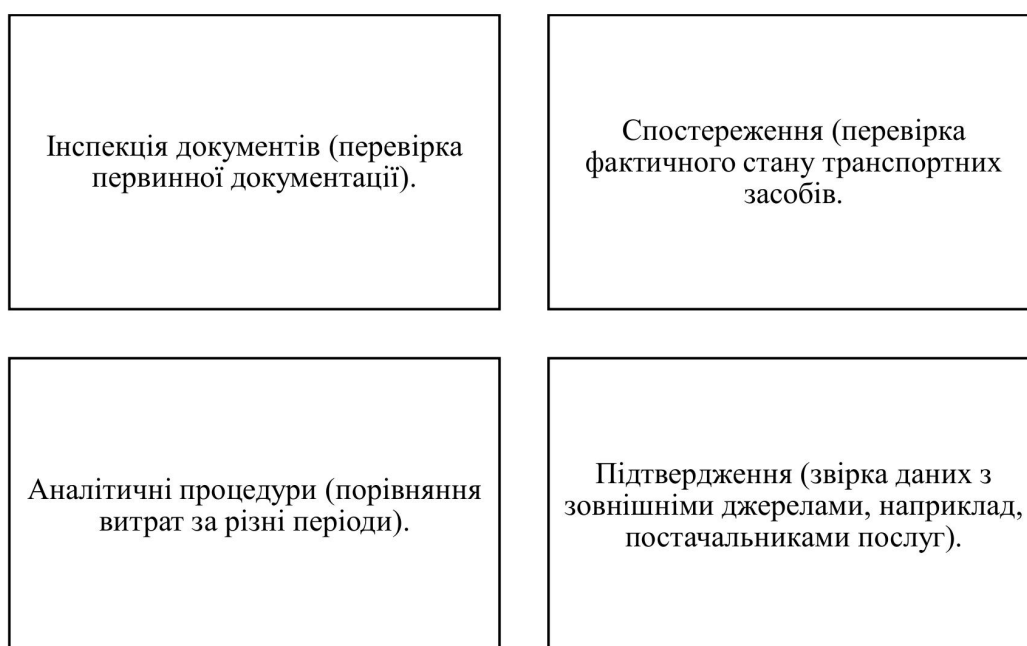 Інспекція документів (перевірка
первинної документації).
Спостереження (перевірка
фактичного стану транспортних
засобів.
Аналітичні процедури (порівняння
витрат за різні періоди).
Підтвердження (звірка даних з
зовнішніми джерелами, наприклад,
постачальниками послуг).